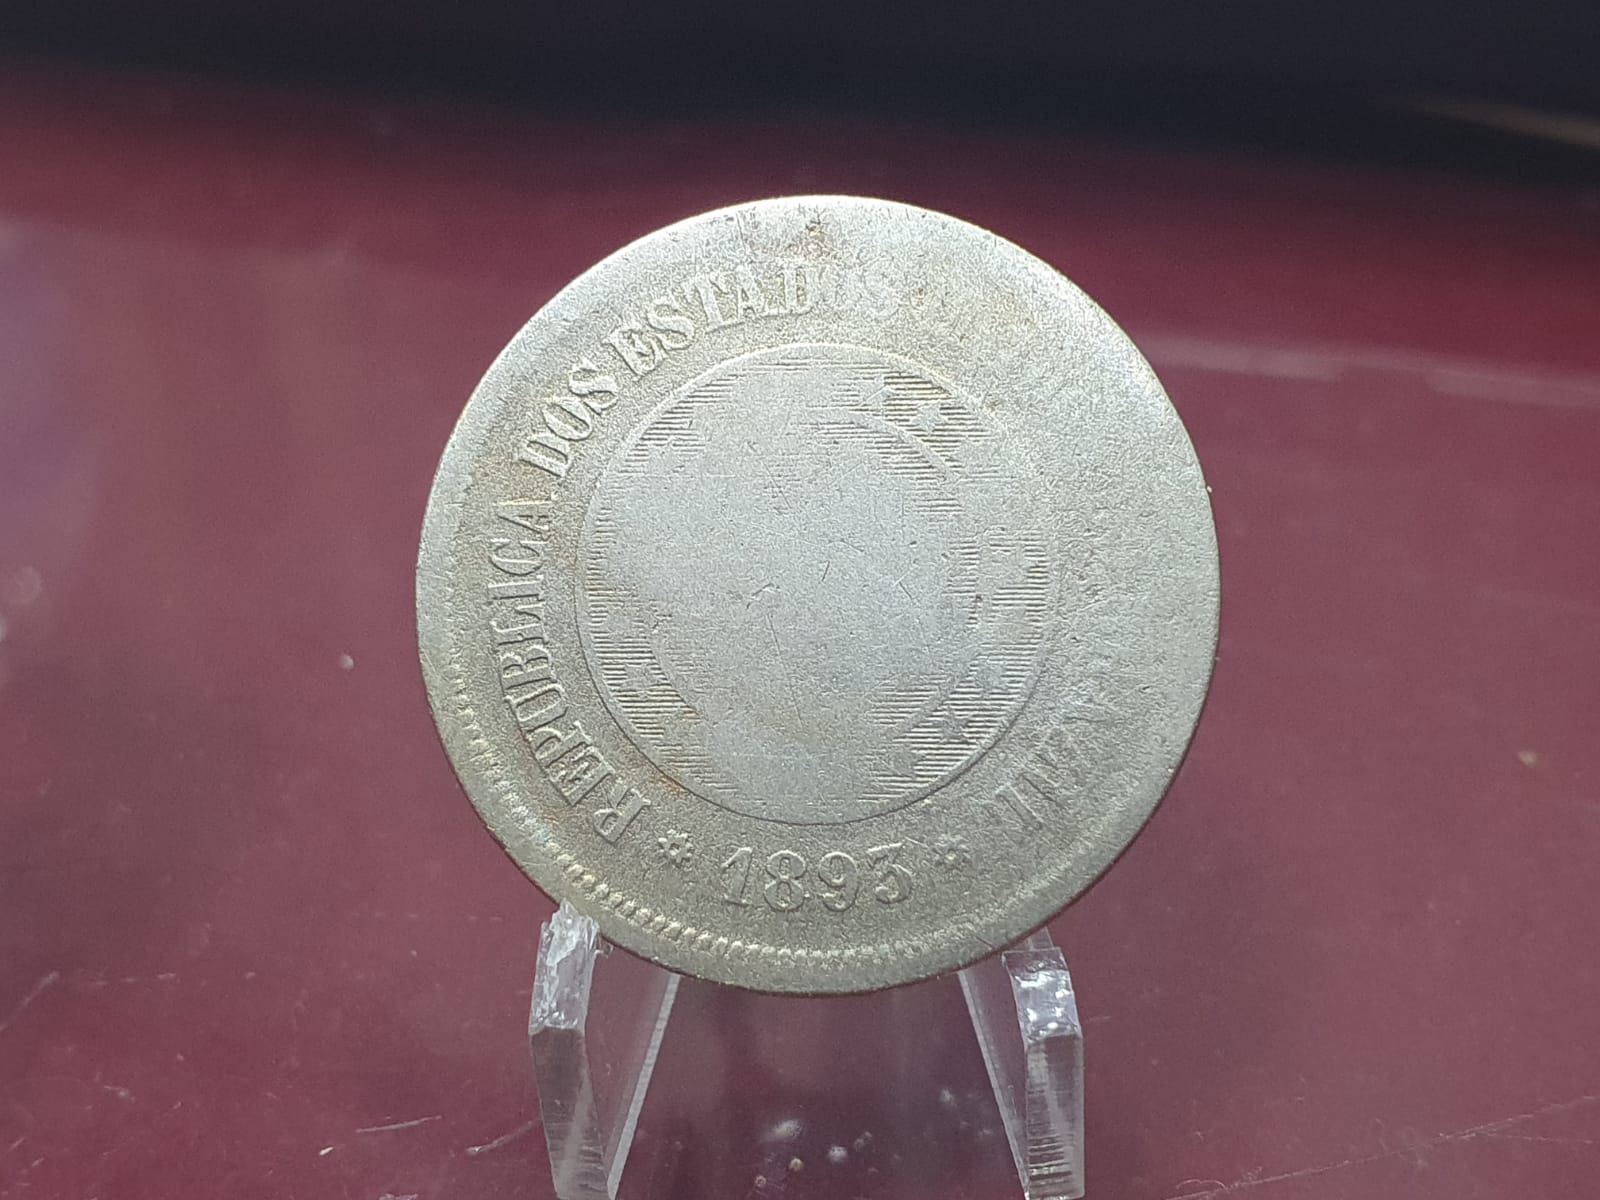 REPUBLICA DOS ESTADOS
* 1893 *